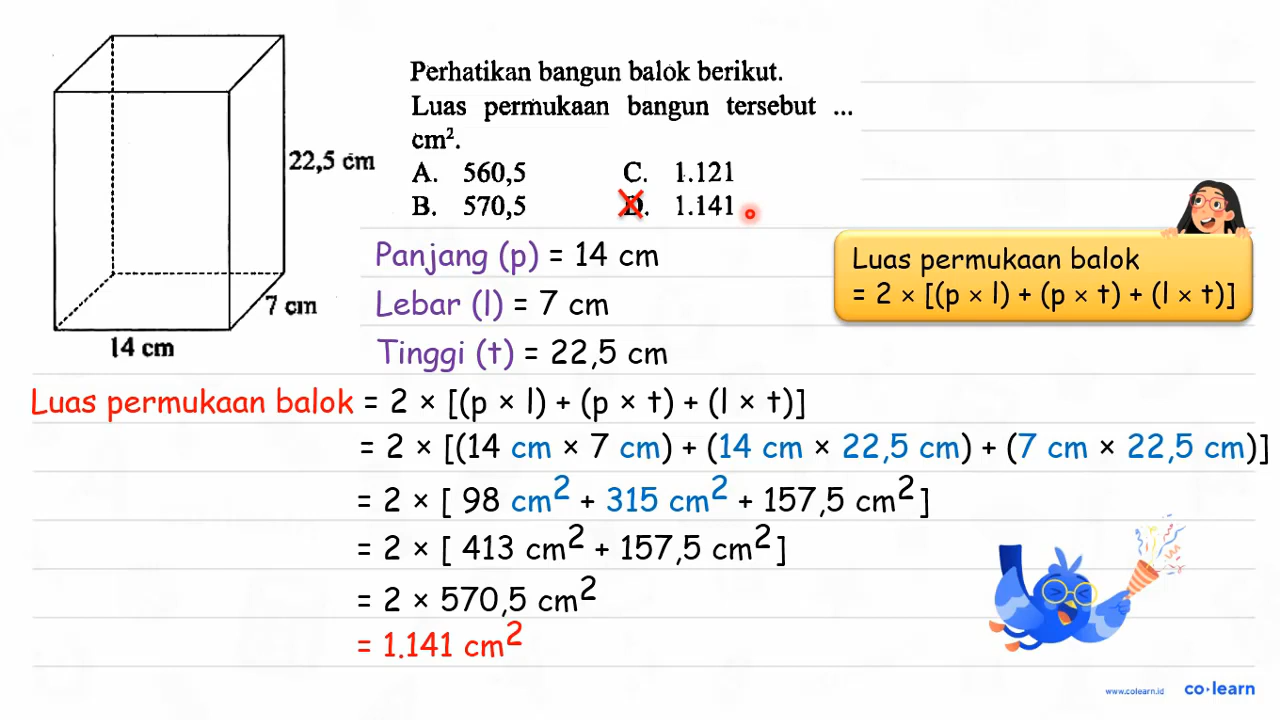 Perhatikan bangun balok berikut.
Luas permukaan bangun tersebut ...
cm².
A. 560,5 C. 1.121
B. 570,5 D. 1.141
22,5 cm
7 cm
14 cm
Panjang (p) = 14 cm
Lebar (l) = 7 cm
Tinggi (t) = 22,5 cm
Luas permukaan balok
= 2 × [(p × l) + (p × t) + (l × t)]
Luas permukaan balok = 2 × [(p × l) + (p × t) + (l × t)]
= 2 × [(14 cm × 7 cm) + (14 cm × 22,5 cm) + (7 cm × 22,5 cm)]
= 2 × [ 98 cm² + 315 cm² + 157,5 cm² ]
= 2 × [ 413 cm² + 157,5 cm² ]
= 2 × 570,5 cm²
= 1.141 cm²
www.colearn.id co·learn